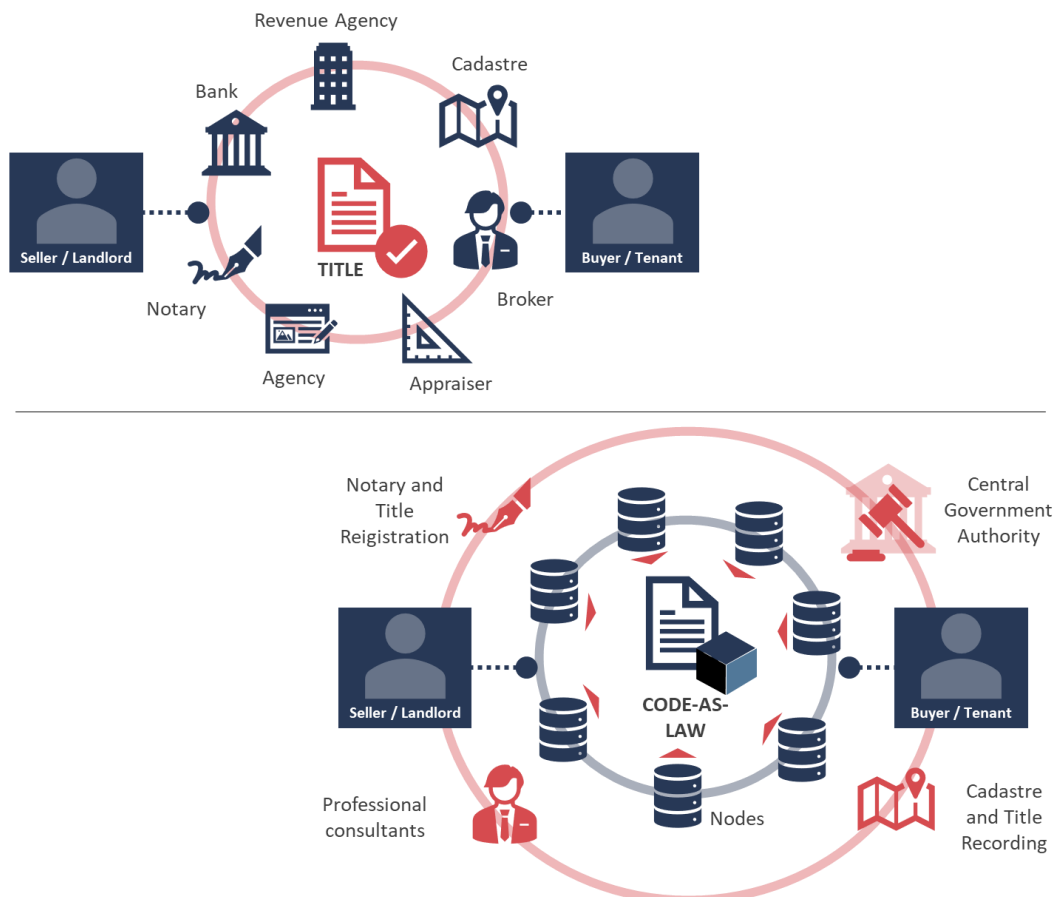 Revenue Agency
Cadastre
Bank
Seller / Landlord
TITLE
Buyer / Tenant
Broker
Notary
Agency
Appraiser
Notary and
Title
Reigistration
Central
Government
Authority
Seller / Landlord
CODE-AS-
LAW
Buyer / Tenant
Professional
consultants
Nodes
Cadastre
and Title
Recording